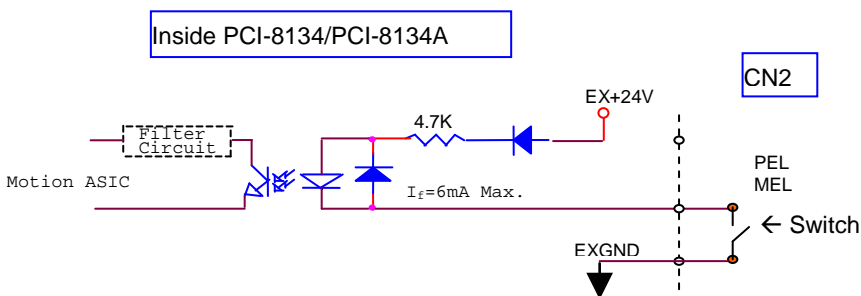 Inside PCI-8134/PCI-8134A
CN2
EX+24V
4.7K
Filter
Circuit
PEL
MEL
Motion ASIC
If=6mA Max.
← Switch
EXGND